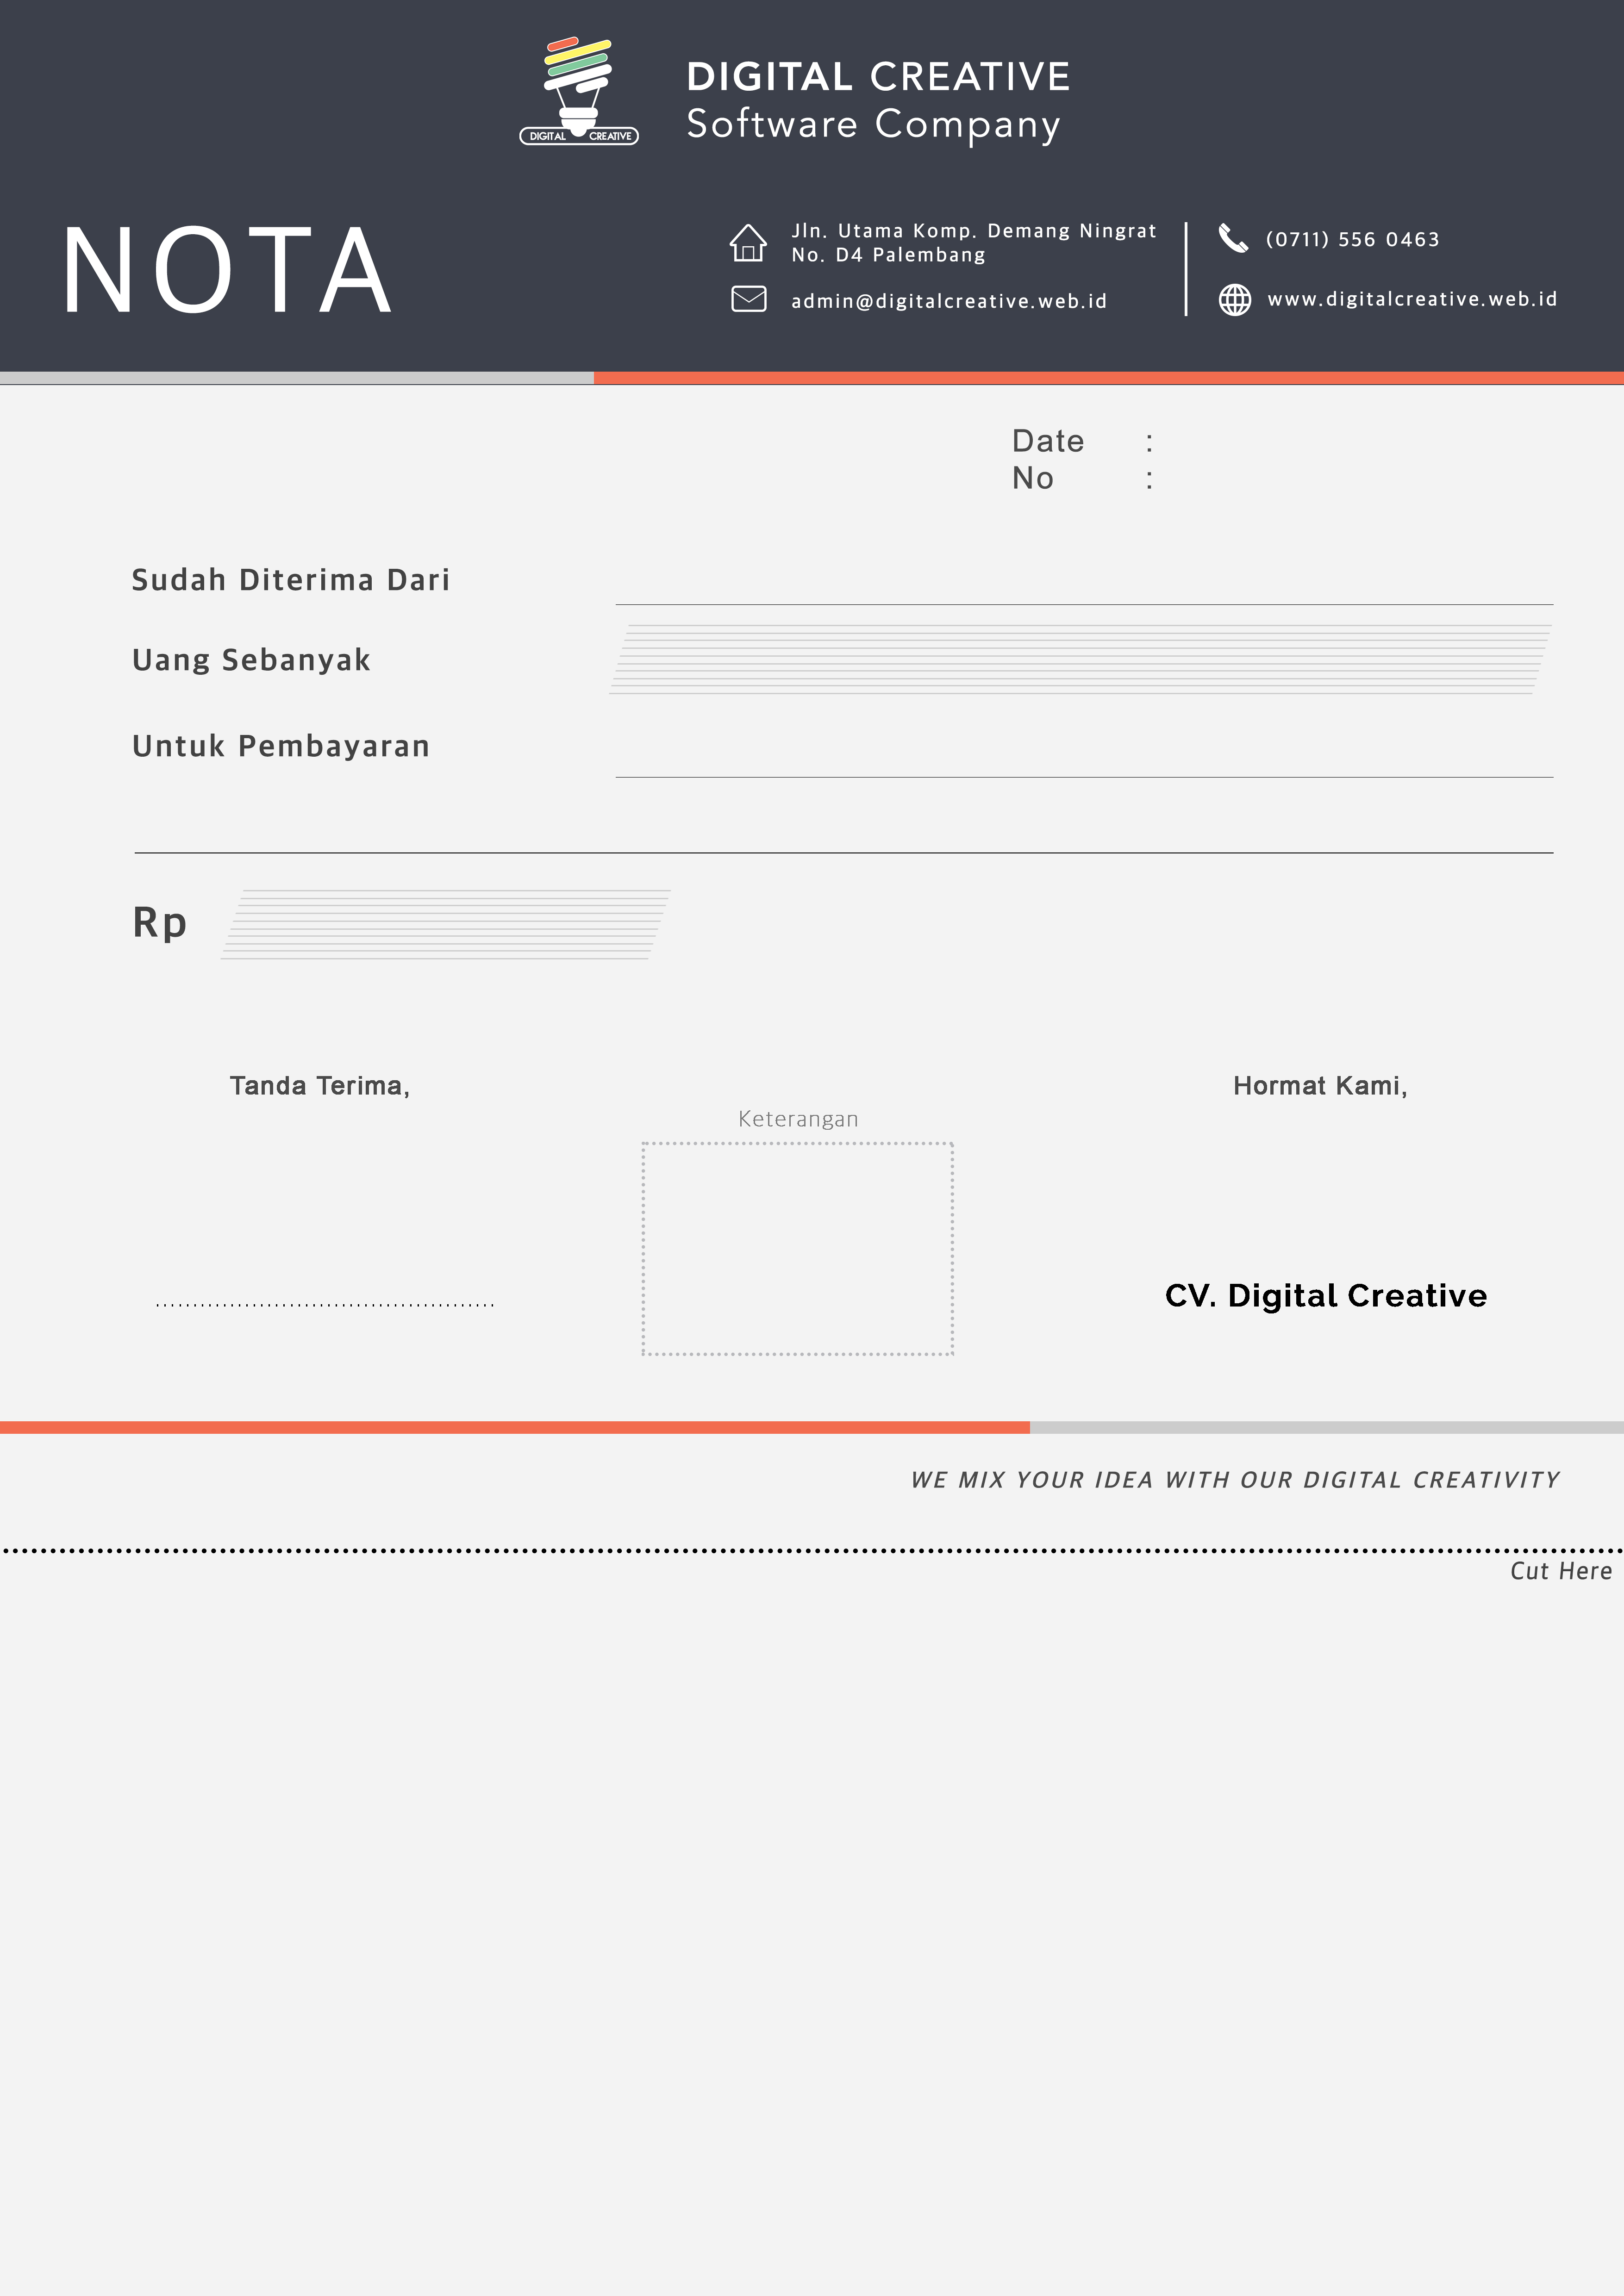 DIGITAL CREATIVE
DIGITAL CREATIVE
Software Company
NOTA
Jln. Utama Komp. Demang Ningrat
No. D4 Palembang
admin@digitalcreative.web.id
(0711) 556 0463
www.digitalcreative.web.id
Date :
No :
Sudah Diterima Dari
Uang Sebanyak
Untuk Pembayaran
Rp
Tanda Terima,
Keterangan
Hormat Kami,
CV. Digital Creative
WE MIX YOUR IDEA WITH OUR DIGITAL CREATIVITY
Cut Here